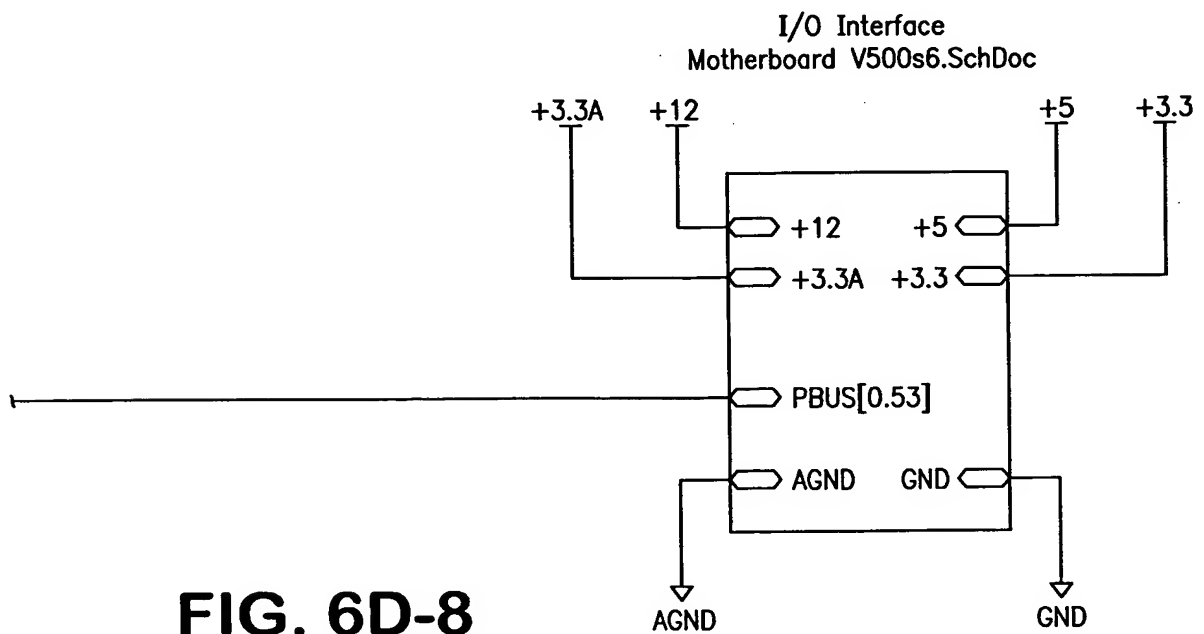 I/O Interface
Motherboard V500s6.SchDoc
+3.3A +12 +5 +3.3
+12 +5
+3.3A +3.3
PBUS[0.53]
AGND GND
AGND GND
FIG. 6D-8